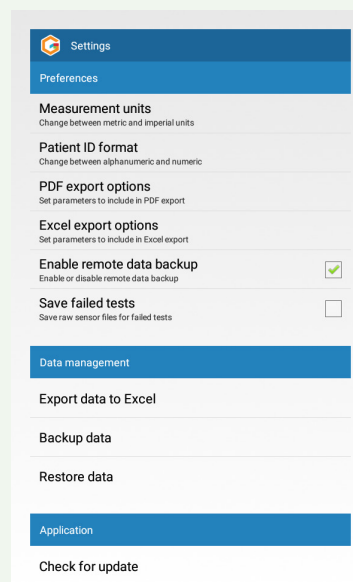 Settings
Preferences
Measurement units
Change between metric and imperial units
Patient ID format
Change between alphanumeric and numeric
PDF export options
Set parameters to include in PDF export
Excel export options
Set parameters to include in Excel export
Enable remote data backup
Enable or disable remote data backup
Save failed tests
Save raw sensor files for failed tests
Data management
Export data to Excel
Backup data
Restore data
Application
Check for update